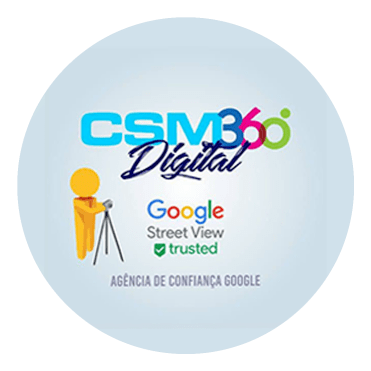 CSM360°
Digital
Google
Street View
trusted
AGÊNCIA DE CONFIANÇA GOOGLE